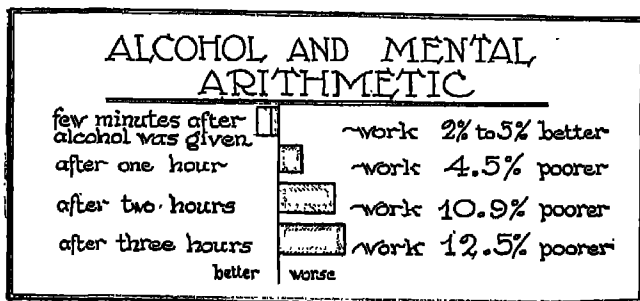 ALCOHOL AND MENTAL
ARITHMETIC
few minutes after
alcohol was given
work 2% to 5% better
after one hour
work 4.5% poorer
after two hours
work 10.9% poorer
after three hours
work 12.5% poorer
better worse